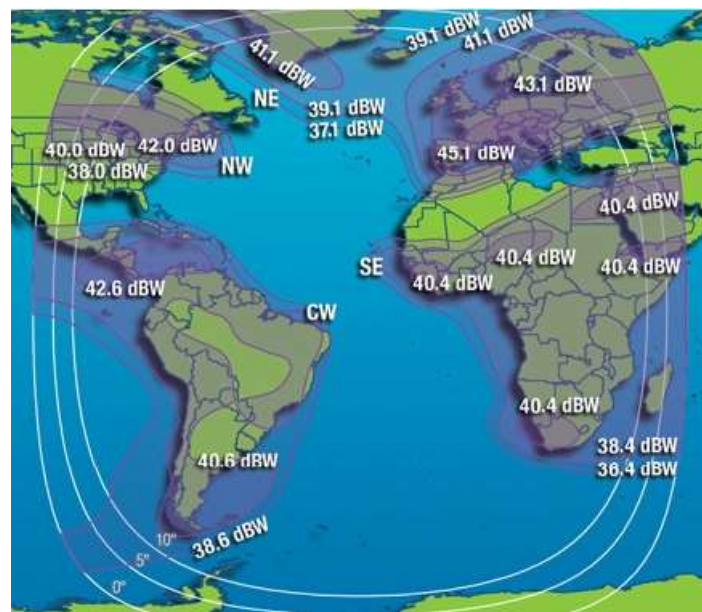 39.1 dBW
41.1 dBW
41.1 dBW
43.1 dBW
NE
39.1 dBW
37.1 dBW
40.0 dBW
42.0 dBW
38.0 dBW
NW
45.1 dBW
40.4 dBW
40.4 dBW
SE
40.4 dBW
40.4 dBW
42.6 dBW
CW
40.4 dBW
38.4 dBW
36.4 dBW
40.6 dBW
38.6 dBW
10°
5°
0°